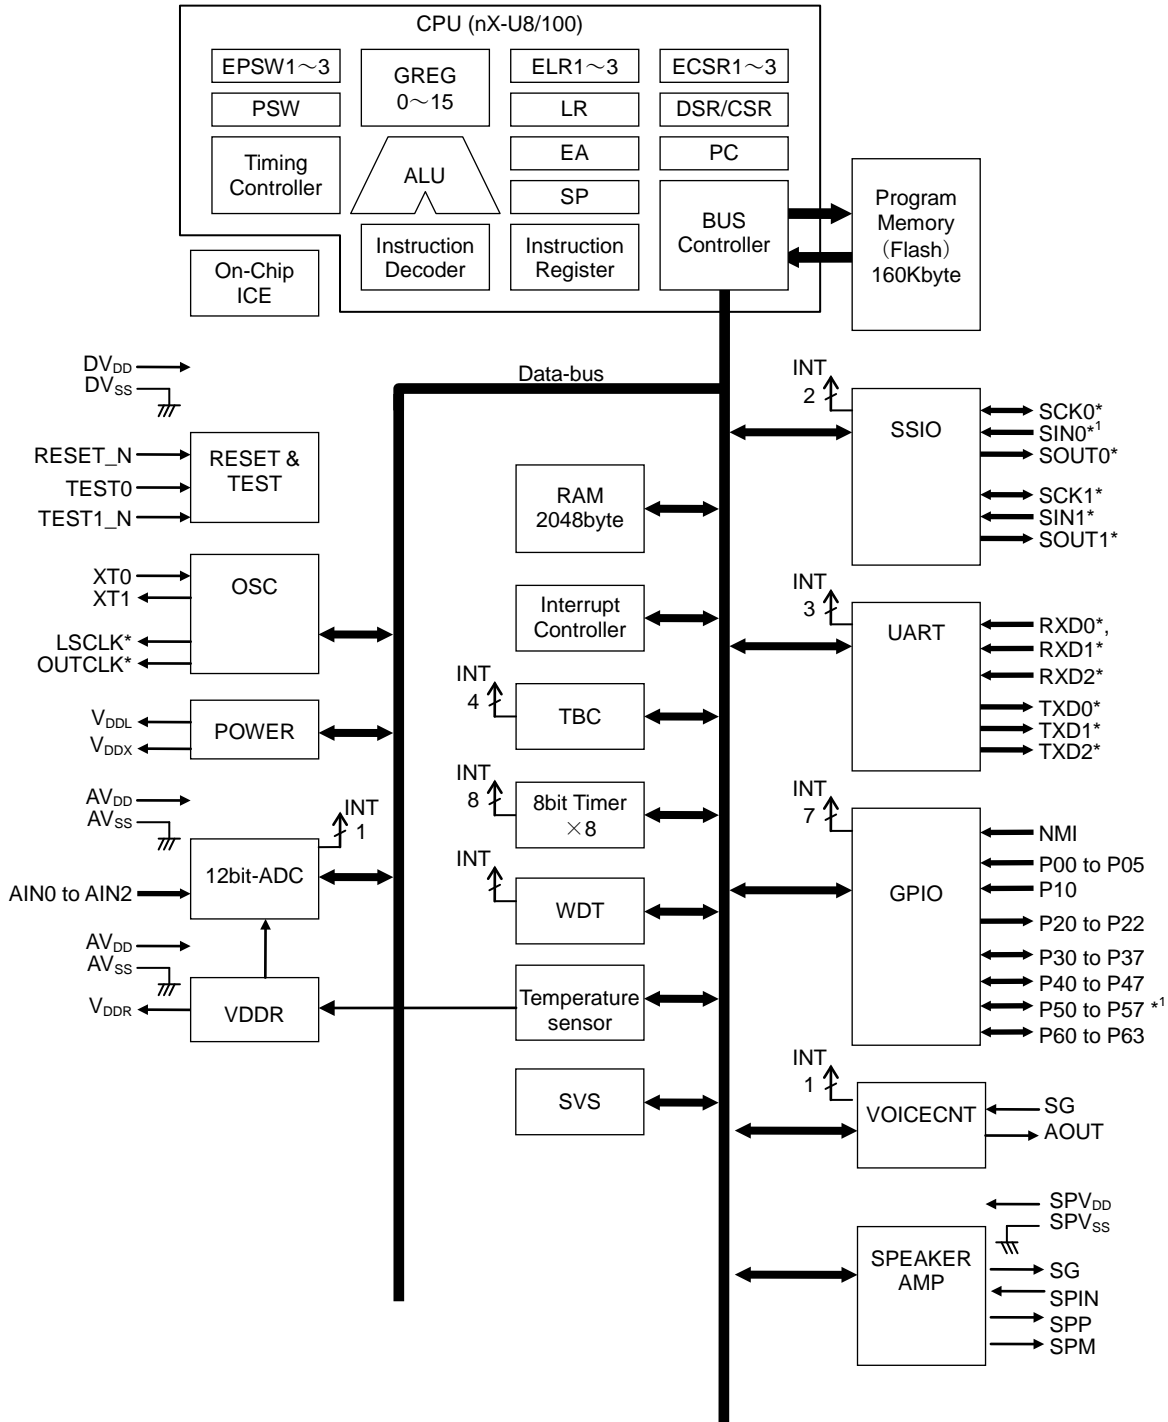 CPU (nX-U8/100)
EPSW1～3
GREG
0～15
ELR1～3
ECSR1～3
PSW
LR
DSR/CSR
Timing
Controller
ALU
EA
PC
SP
BUS
Controller
Program
Memory
（Flash）
160Kbyte
Instruction
Decoder
Instruction
Register
On-Chip
ICE
DVDD
DVSS
Data-bus
INT
2
SSIO
SCK0*
SIN0*1
SOUT0*
SCK1*
SIN1*
SOUT1*
RESET_N
TEST0
TEST1_N
RESET &
TEST
RAM
2048byte
XT0
XT1
LSCLK*
OUTCLK*
OSC
Interrupt
Controller
INT
3
UART
RXD0*,
RXD1*
RXD2*
TXD0*
TXD1*
TXD2*
INT
4
TBC
VDDL
VDDX
POWER
AVDD
AVSS
INT
1
INT
8
8bit Timer
×8
INT
7
GPIO
NMI
P00 to P05
P10
P20 to P22
P30 to P37
P40 to P47
P50 to P57 *1
P60 to P63
AIN0 to AIN2
12bit-ADC
INT
WDT
AVDD
AVSS
VDDR
VDDR
Temperature
sensor
SVS
INT
1
VOICECNT
SG
AOUT
SPVDD
SPVSS
SPEAKER
AMP
SG
SPIN
SPP
SPM